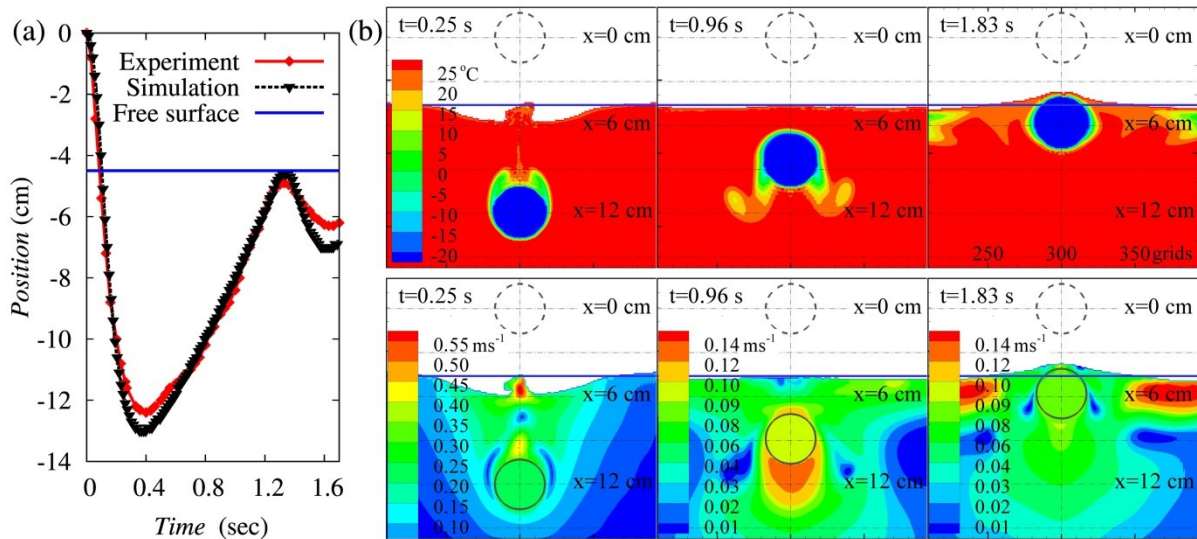 (a)
0
-2
-4
-6
-8
-10
-12
-14
Position (cm)
Experiment
Simulation
Free surface
0 0.4 0.8 1.2 1.6
Time (sec)
(b)
t=0.25 s
x=0 cm
25 °C
20
15
10
5
0
-5
-10
-15
-20
x=6 cm
x=12 cm
t=0.96 s
x=0 cm
x=6 cm
x=12 cm
t=1.83 s
x=0 cm
x=6 cm
x=12 cm
250 300 350 grids
t=0.25 s
x=0 cm
0.55 ms-1
0.50
0.45
0.40
0.35
0.30
0.25
0.20
0.15
0.10
x=6 cm
x=12 cm
t=0.96 s
x=0 cm
0.14 ms-1
0.12
0.10
0.09
0.08
0.06
0.04
0.03
0.02
0.01
x=6 cm
x=12 cm
t=1.83 s
x=0 cm
0.14 ms-1
0.12
0.10
0.09
0.08
0.06
0.04
0.03
0.02
0.01
x=6 cm
x=12 cm